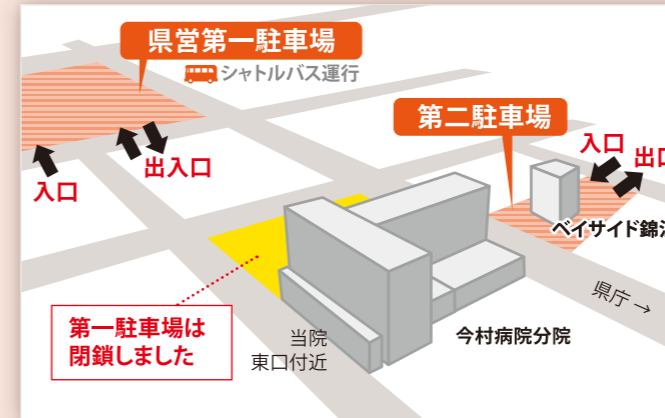 県営第一駐車場
シャトルバス運行
第二駐車場
入口
出口
出入口
入口
ベイサイド錦
県庁→
第一駐車場は
閉鎖しました
当院
東口付近
今村病院分院